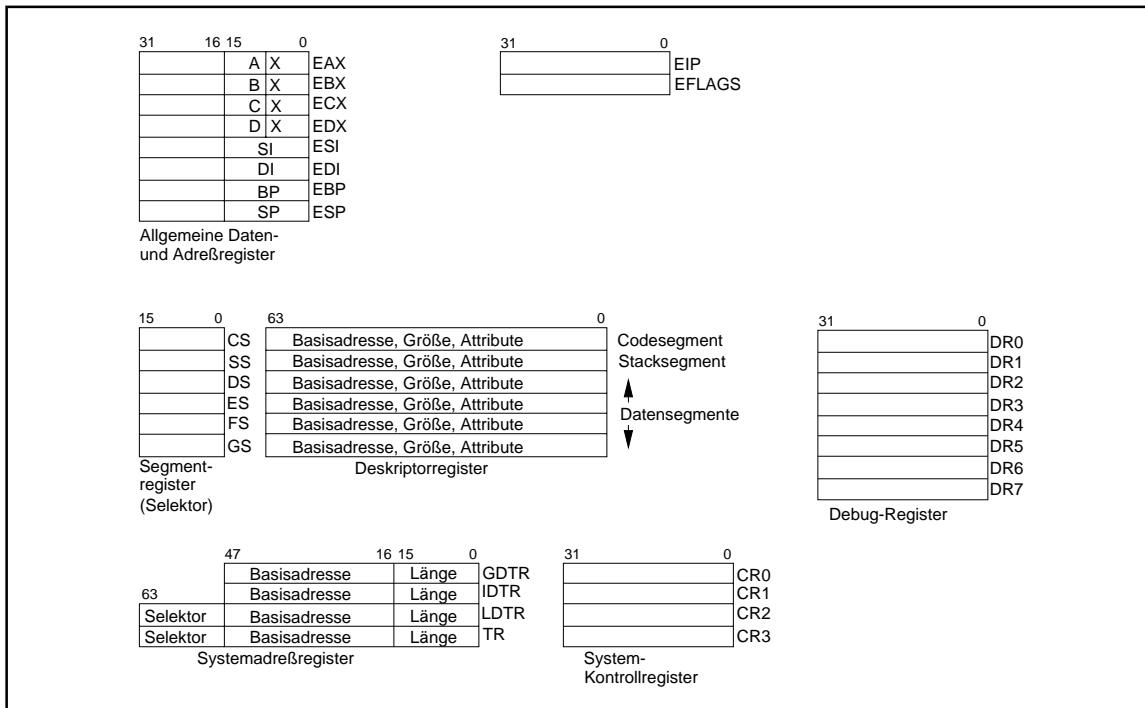 31 16 15 0
A X EAX
B X EBX
C X ECX
D X EDX
SI ESI
DI EDI
BP EBP
SP ESP
Allgemeine Daten-
und Adreßregister
31 0
EIP
EFLAGS
15 0 63 0
CS Basisadresse, Größe, Attribute Codesegment
SS Basisadresse, Größe, Attribute Stacksegment
DS Basisadresse, Größe, Attribute
ES Basisadresse, Größe, Attribute
Datensegmente
FS Basisadresse, Größe, Attribute
GS Basisadresse, Größe, Attribute
Segment-
register
(Selektor)
Deskriptorregister
31 0
DR0
DR1
DR2
DR3
DR4
DR5
DR6
DR7
Debug-Register
47 16 15 0
Basisadresse Länge GDTR
63
Basisadresse Länge IDTR
Selektor Basisadresse Länge LDTR
Selektor Basisadresse Länge TR
Systemadreßregister
31 0
CR0
CR1
CR2
CR3
System-
Kontrollregister